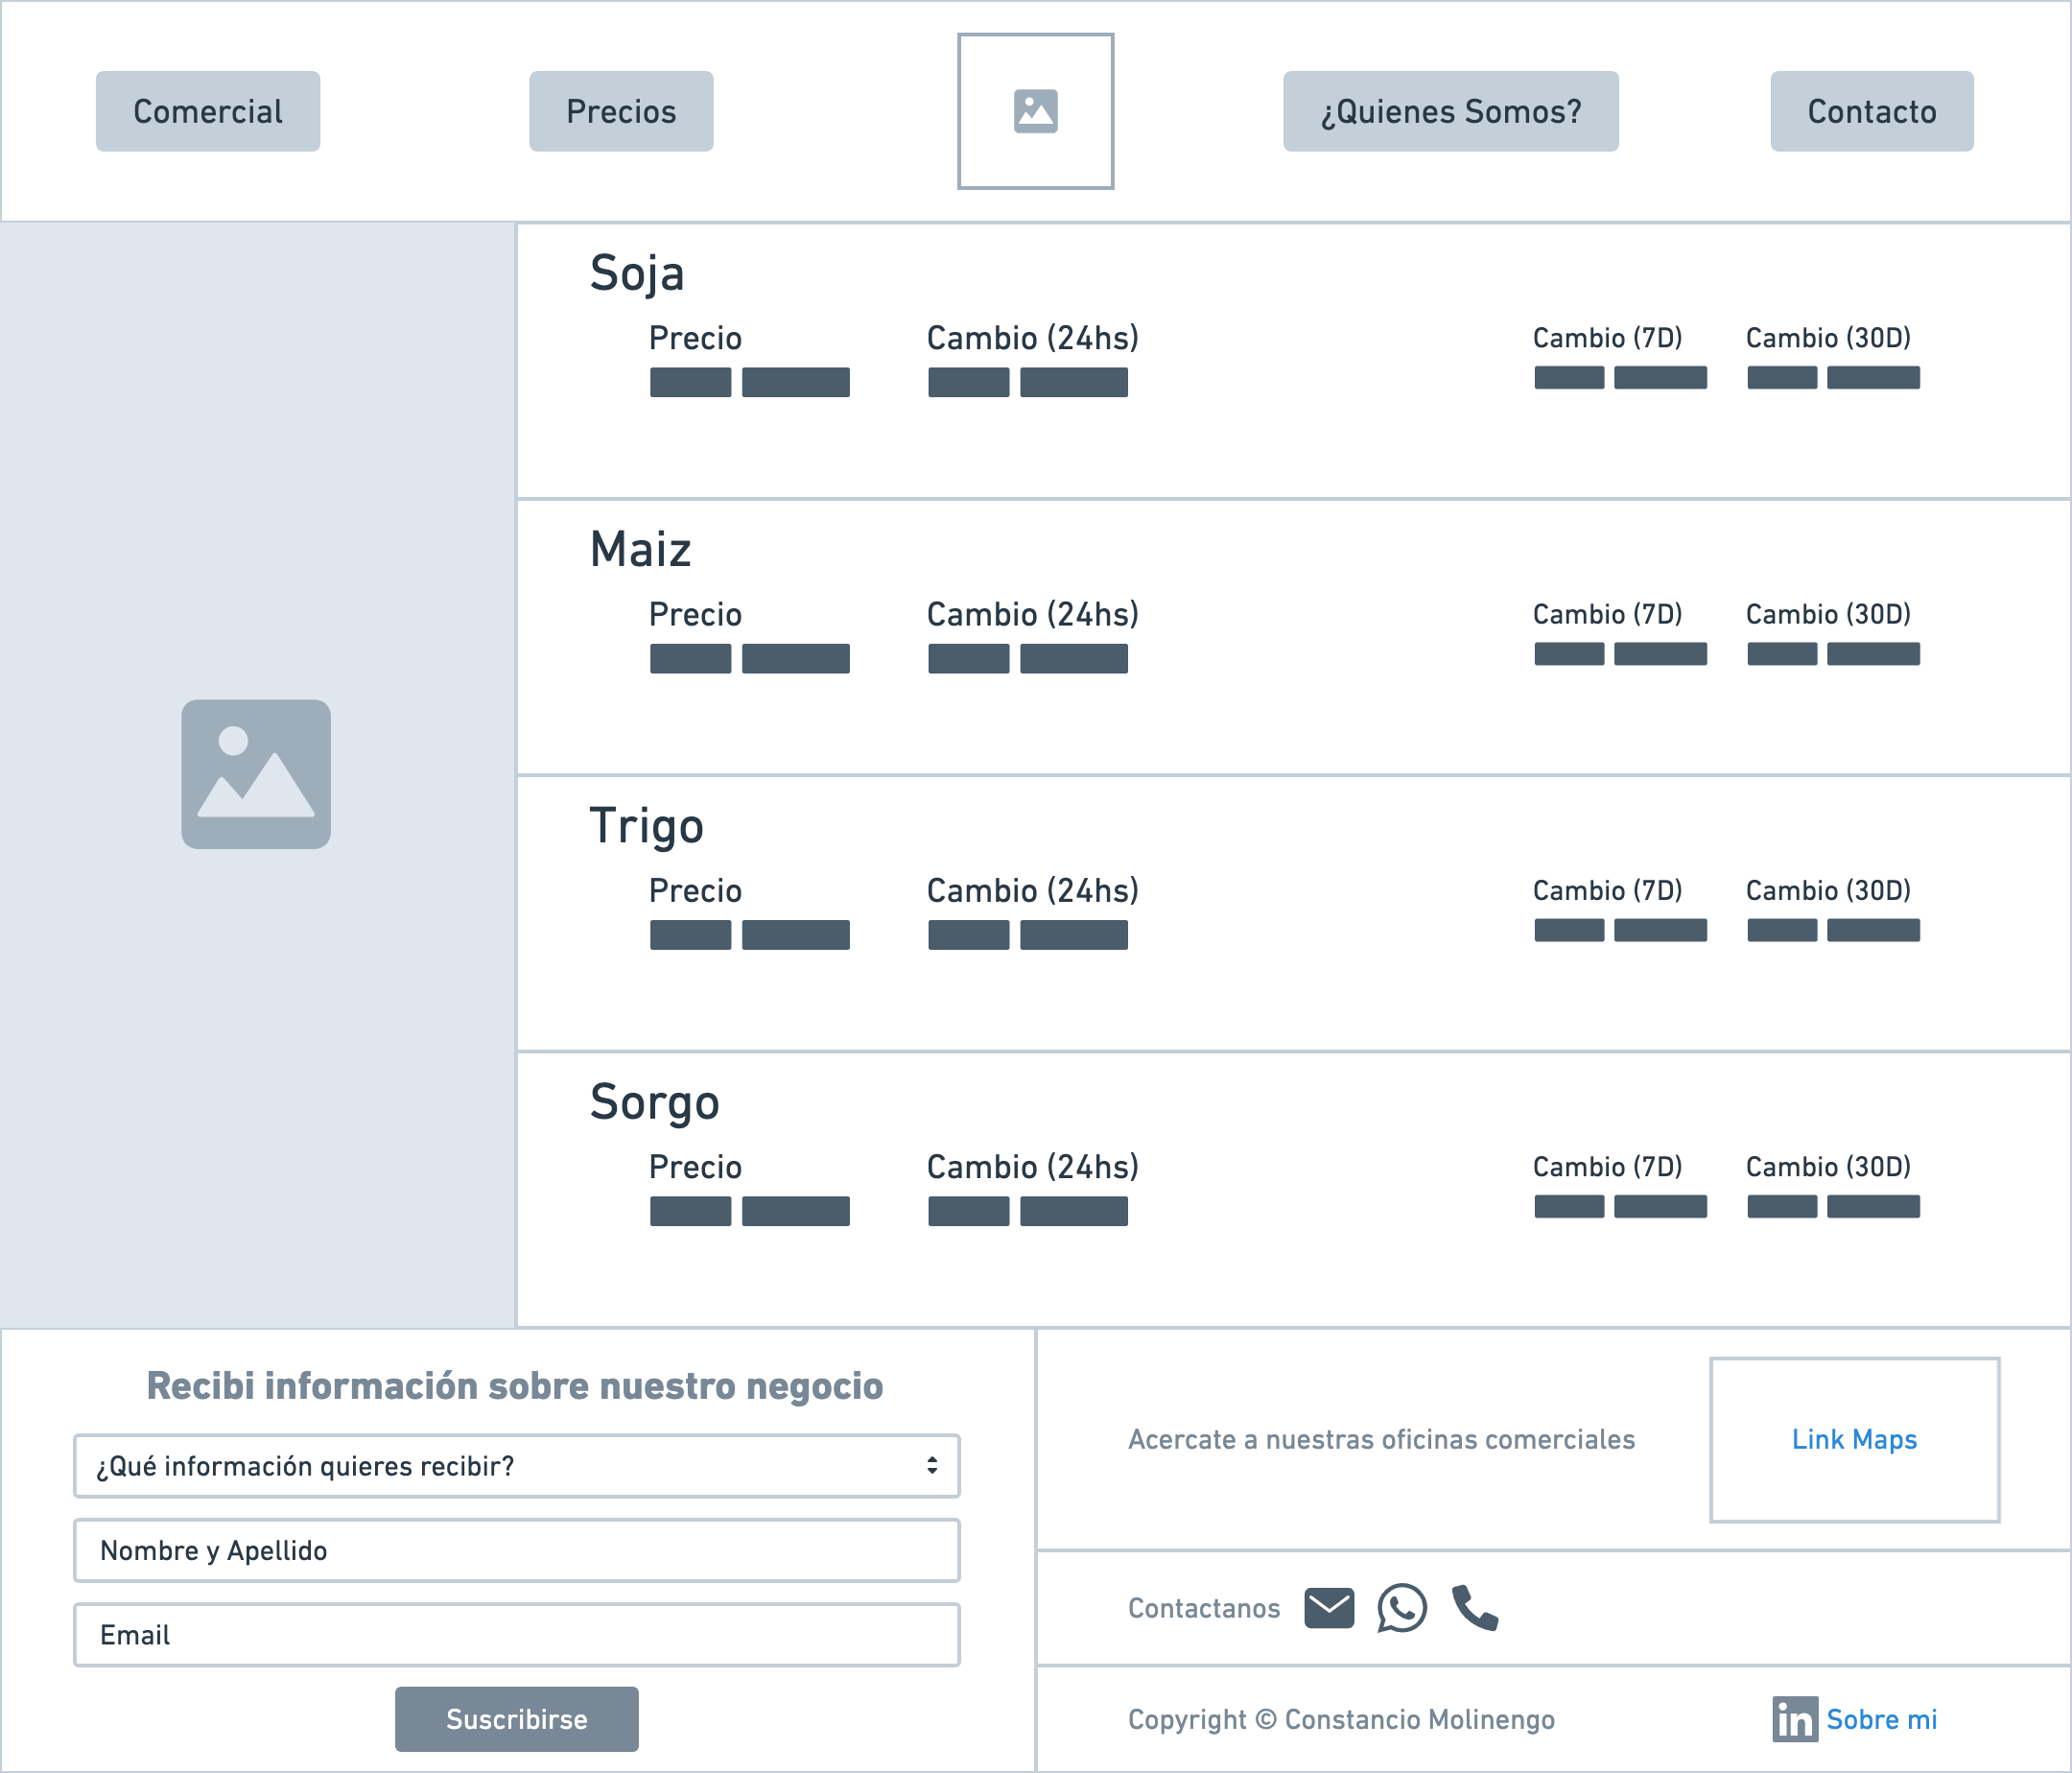 Comercial
Precios
¿Quienes Somos?
Contacto
Soja
Precio
Cambio (24hs)
Cambio (7D)
Cambio (30D)
Maiz
Precio
Cambio (24hs)
Cambio (7D)
Cambio (30D)
Trigo
Precio
Cambio (24hs)
Cambio (7D)
Cambio (30D)
Sorgo
Precio
Cambio (24hs)
Cambio (7D)
Cambio (30D)
Recibi información sobre nuestro negocio
¿Qué información quieres recibir?
Nombre y Apellido
Email
Suscribirse
Acercate a nuestras oficinas comerciales
Link Maps
Contactanos
Copyright © Constancio Molinengo
in Sobre mi